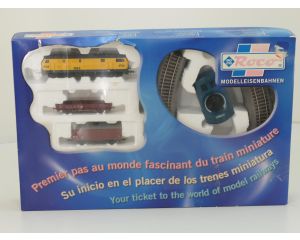 Roco
MODELLEISENBAHNEN
Premier pas au monde fascinant du train miniature
Su inicio en el placer de los trenes miniatura
Your ticket to the world of model railways